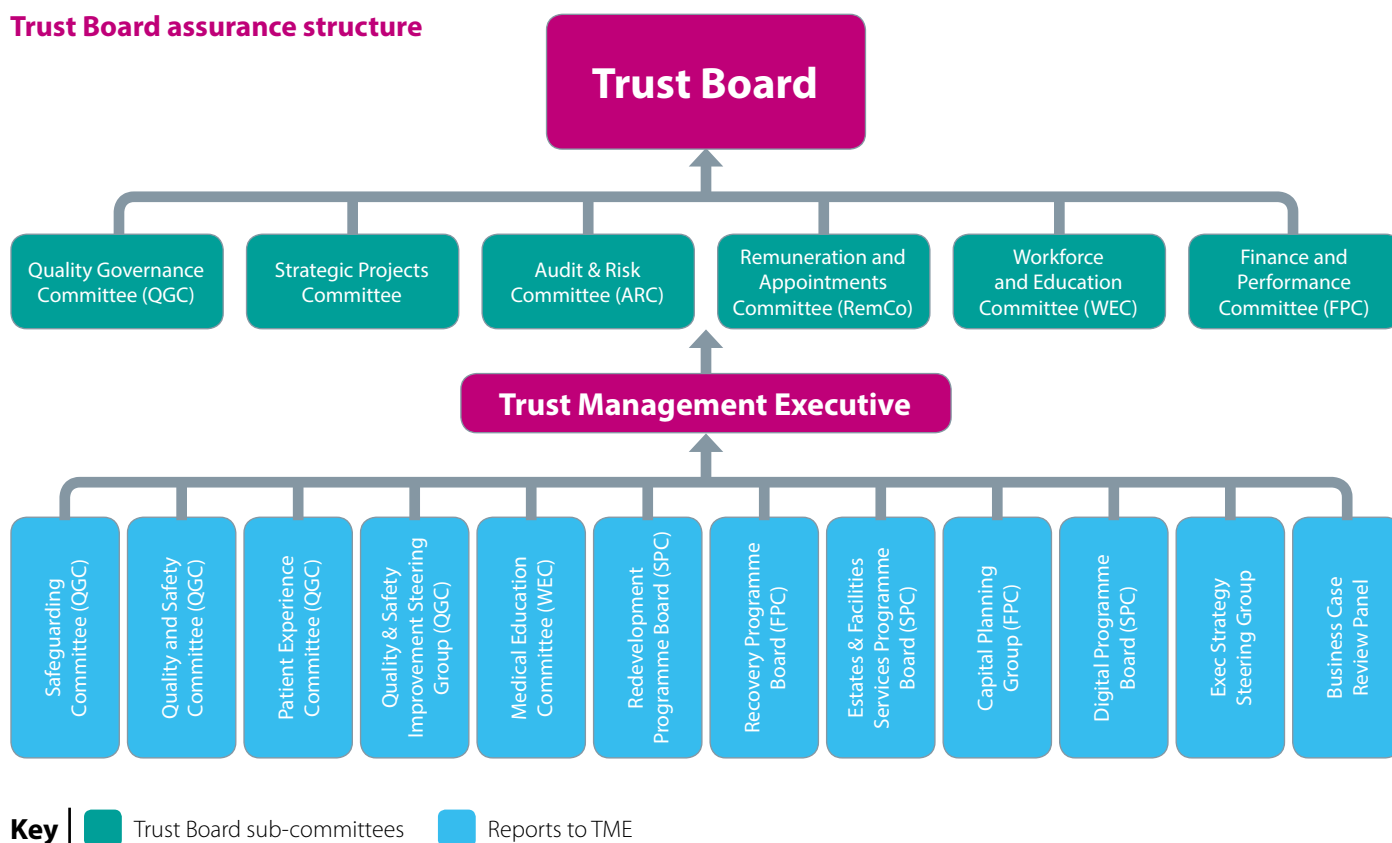 Trust Board assurance structure
Trust Board
Quality Governance
Committee (QGC)
Strategic Projects
Committee
Audit & Risk
Committee (ARC)
Remuneration and
Appointments
Committee (RemCo)
Workforce
and Education
Committee (WEC)
Finance and
Performance
Committee (FPC)
Trust Management Executive
Safeguarding
Committee (QGC)
Quality and Safety
Committee (QGC)
Patient Experience
Committee (QGC)
Quality & Safety
Improvement Steering
Group (QGC)
Medical Education
Committee (WEC)
Redevelopment
Programme Board (SPC)
Recovery Programme
Board (FPC)
Estates & Facilities
Services Programme
Board (SPC)
Capital Planning
Group (FPC)
Digital Programme
Board (SPC)
Exec Strategy
Steering Group
Business Case
Review Panel
Key
Trust Board sub-committees
Reports to TME